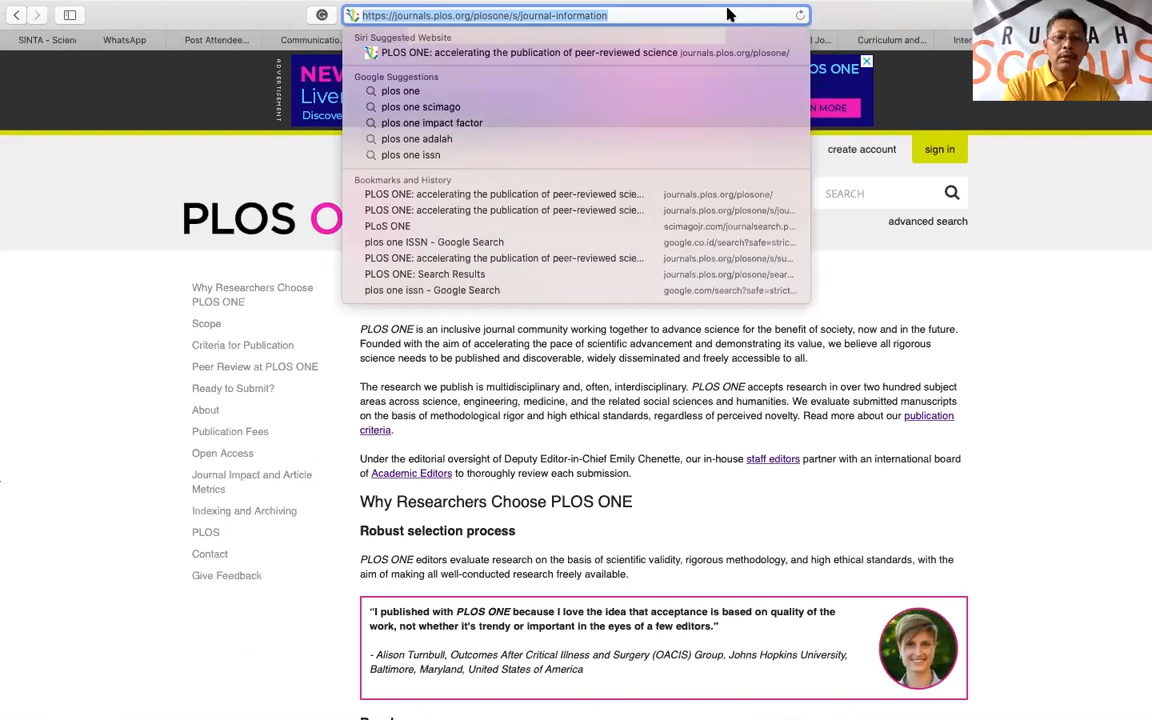 https://journals.plos.org/plosone/s/journal-information
SINTA - Scienc
WhatsApp
Post Attende...
Communicatio...
Jo...
Curriculum and...
Inter
Siri Suggested Website
PLOS ONE: accelerating the publication of peer-reviewed science journals.plos.org/plosone/
Google Suggestions
plos one
plos one scimago
plos one impact factor
plos one adalah
plos one issn
Bookmarks and History
PLOS ONE: accelerating the publication of peer-reviewed scie... journals.plos.org/plosone/
PLOS ONE: accelerating the publication of peer-reviewed scie... journals.plos.org/plosone/s/jou...
PLoS ONE scimagojr.com/journalsearch.p...
plos one ISSN - Google Search google.co.id/search?safe=stric...
PLOS ONE: accelerating the publication of peer-reviewed scie... journals.plos.org/plosone/s/su...
PLOS ONE: Search Results journals.plos.org/plosone/sear...
plos one issn - Google Search google.com/search?safe=strict...
ADVERTISEMENT
NEW
Liver
Discove
OS ONE
N MORE
RUMAH
Scopus
create account
sign in
PLOS O
SEARCH
advanced search
Why Researchers Choose
PLOS ONE
Scope
Criteria for Publication
Peer Review at PLOS ONE
Ready to Submit?
About
Publication Fees
Open Access
Journal Impact and Article
Metrics
Indexing and Archiving
PLOS
Contact
Give Feedback
PLOS ONE is an inclusive journal community working together to advance science for the benefit of society, now and in the future.
Founded with the aim of accelerating the pace of scientific advancement and demonstrating its value, we believe all rigorous
science needs to be published and discoverable, widely disseminated and freely accessible to all.
The research we publish is multidisciplinary and, often, interdisciplinary. PLOS ONE accepts research in over two hundred subject
areas across science, engineering, medicine, and the related social sciences and humanities. We evaluate submitted manuscripts
on the basis of methodological rigor and high ethical standards, regardless of perceived novelty. Read more about our publication
criteria.
Under the editorial oversight of Deputy Editor-in-Chief Emily Chenette, our in-house staff editors partner with an international board
of Academic Editors to thoroughly review each submission.
Why Researchers Choose PLOS ONE
Robust selection process
PLOS ONE editors evaluate research on the basis of scientific validity, rigorous methodology, and high ethical standards, with the
aim of making all well-conducted research freely available.
“I published with PLOS ONE because I love the idea that acceptance is based on quality of the
work, not whether it's trendy or important in the eyes of a few editors.”
- Alison Turnbull, Outcomes After Critical Illness and Surgery (OACIS) Group, Johns Hopkins University,
Baltimore, Maryland, United States of America